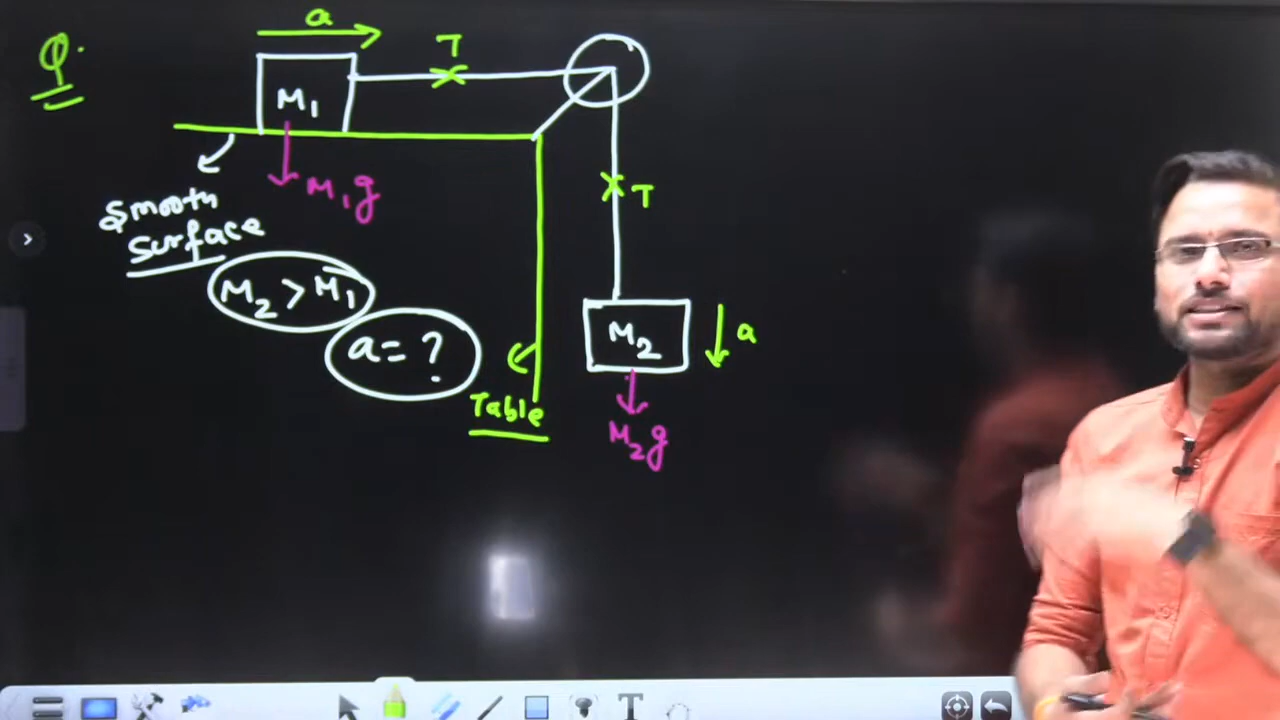 Q.
a
T
M₁
M₁g
Smooth
Surface
M₂ > M₁
a = ?
T
M₂
a
M₂g
Table
T